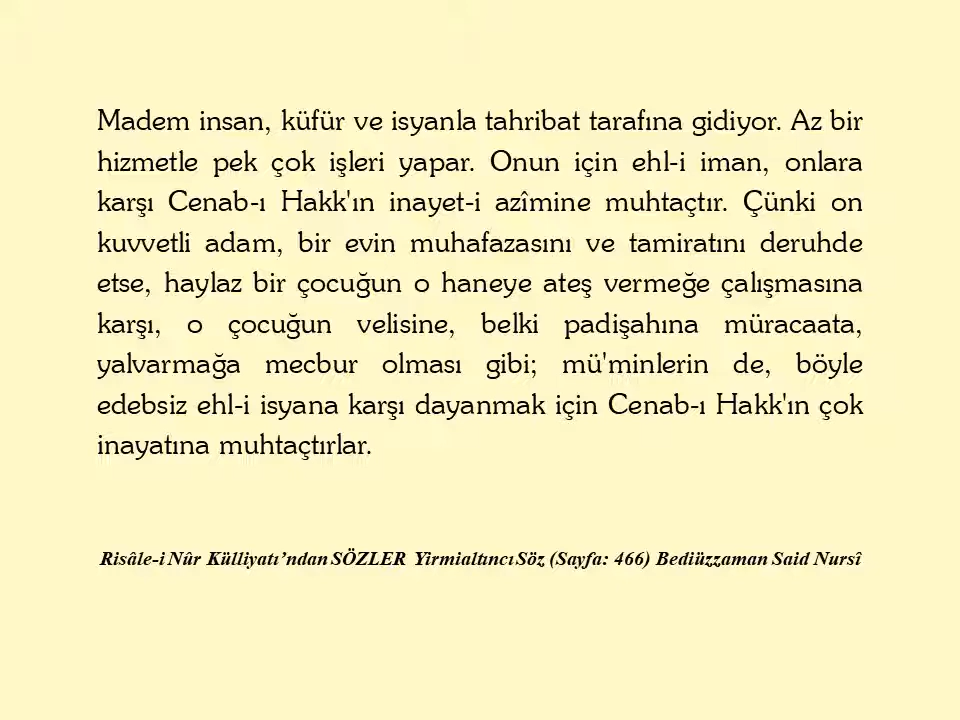 Madem insan, küfür ve isyanla tahribat tarafına gidiyor. Az bir
hizmetle pek çok işleri yapar. Onun için ehl-i iman, onlara
karşı Cenab-ı Hakk'ın inayet-i azîmine muhtaçtır. Çünki on
kuvvetli adam, bir evin muhafazasını ve tamiratını deruhde
etse, haylaz bir çocuğun o haneye ateş vermeğe çalışmasına
karşı, o çocuğun velisine, belki padişahına müracaata,
yalvarmağa mecbur olması gibi; mü'minlerin de, böyle
edebsiz ehl-i isyana karşı dayanmak için Cenab-ı Hakk'ın çok
inayatına muhtaçtırlar.
Risâle-i Nûr Külliyatı’ndan SÖZLER Yirmialtıncı Söz (Sayfa: 466) Bediüzzaman Said Nursî